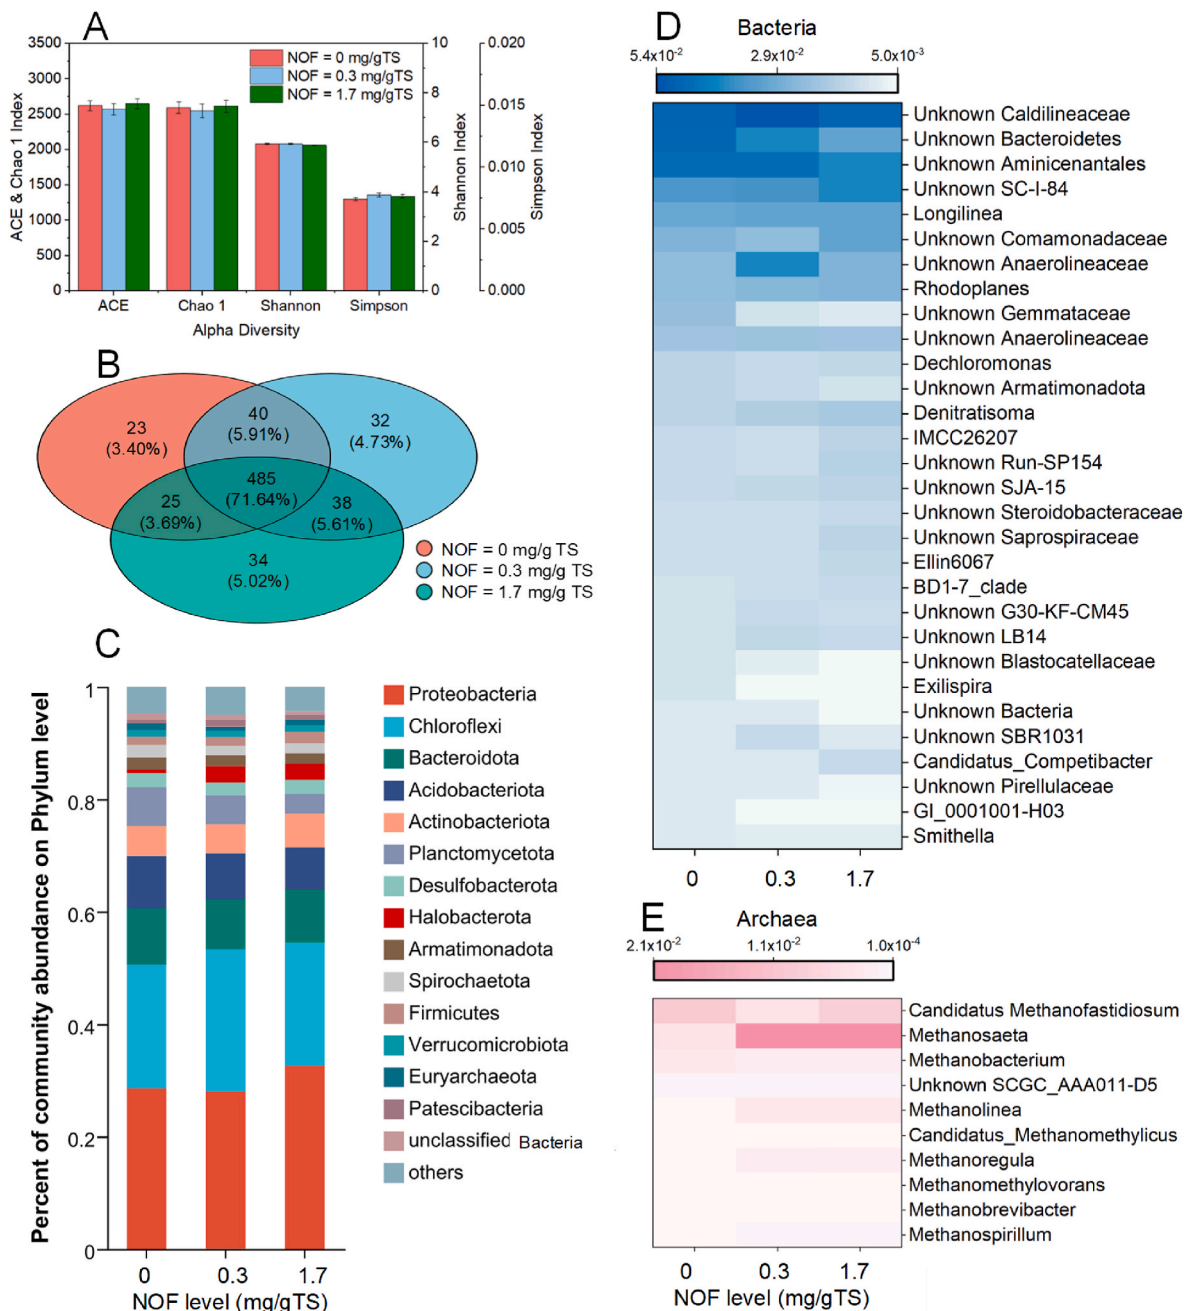 A
3500
3000
2500
2000
1500
1000
500
0
ACE & Chao 1 Index
NOF = 0 mg/gTS
NOF = 0.3 mg/gTS
NOF = 1.7 mg/gTS
10
8
6
4
2
0
Shannon Index
0.020
0.015
0.010
0.005
0.000
Simpson Index
ACE
Chao 1
Shannon
Simpson
Alpha Diversity
B
23
(3.40%)
40
(5.91%)
32
(4.73%)
485
(71.64%)
25
(3.69%)
38
(5.61%)
34
(5.02%)
NOF = 0 mg/g TS
NOF = 0.3 mg/g TS
NOF = 1.7 mg/g TS
C
Percent of community abundance on Phylum level
1
0.8
0.6
0.4
0.2
0
0
0.3
1.7
NOF level (mg/gTS)
Proteobacteria
Chloroflexi
Bacteroidota
Acidobacteriota
Actinobacteriota
Planctomycetota
Desulfobacterota
Halobacterota
Armatimonadota
Spirochaetota
Firmicutes
Verrucomicrobiota
Euryarchaeota
Patescibacteria
unclassified Bacteria
others
D
Bacteria
5.4x10⁻²
2.9x10⁻²
5.0x10⁻³
Unknown Caldilineaceae
Unknown Bacteroidetes
Unknown Aminicenantales
Unknown SC-I-84
Longilinea
Unknown Comamonadaceae
Unknown Anaerolineaceae
Rhodoplanes
Unknown Gemmataceae
Unknown Anaerolineaceae
Dechloromonas
Unknown Armatimonadota
Denitratisoma
IMCC26207
Unknown Run-SP154
Unknown SJA-15
Unknown Steroidobacteraceae
Unknown Saprospiraceae
Ellin6067
BD1-7_clade
Unknown G30-KF-CM45
Unknown LB14
Unknown Blastocatellaceae
Exilispira
Unknown Bacteria
Unknown SBR1031
Candidatus_Competibacter
Unknown Pirellulaceae
GI_0001001-H03
Smithella
0
0.3
1.7
E
Archaea
2.1x10⁻²
1.1x10⁻²
1.0x10⁻⁴
Candidatus Methanofastidiosum
Methanosaeta
Methanobacterium
Unknown SCGC_AAA011-D5
Methanolinea
Candidatus_Methanomethylicus
Methanoregula
Methanomethylovorans
Methanobrevibacter
Methanospirillum
0
0.3
1.7
NOF level (mg/gTS)